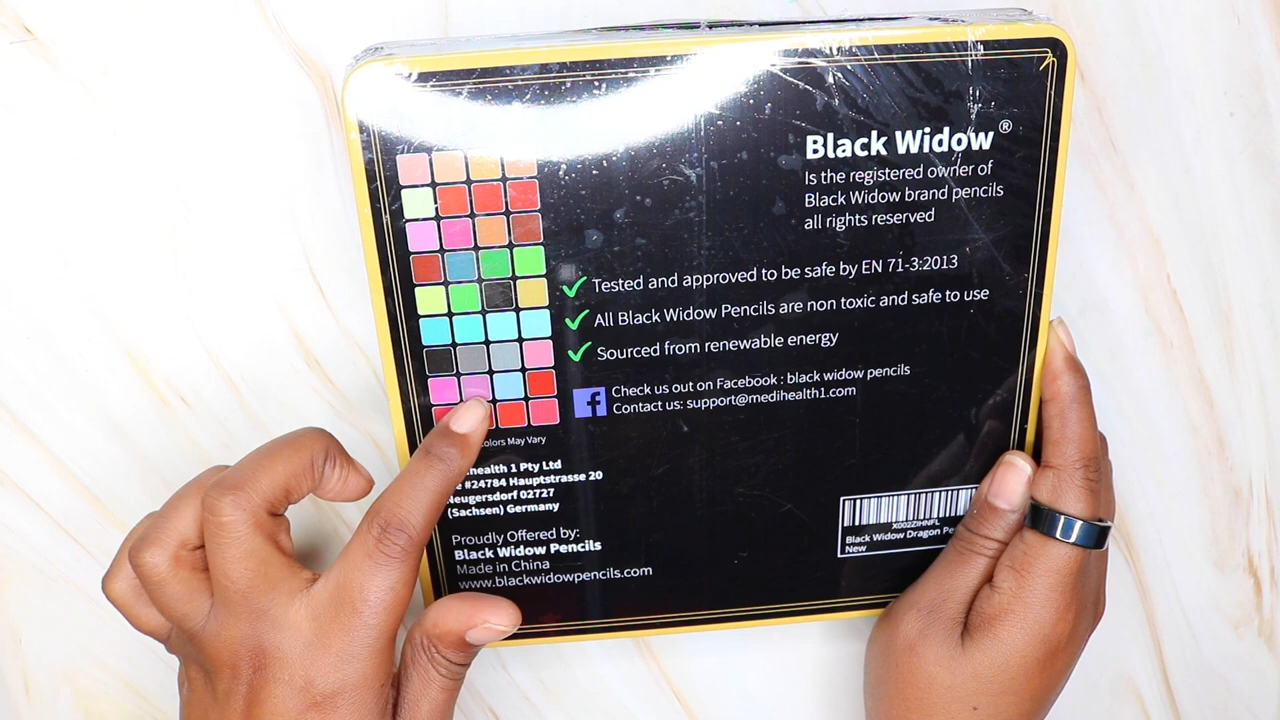 Black Widow®
Is the registered owner of
Black Widow brand pencils
all rights reserved
Tested and approved to be safe by EN 71-3:2013
All Black Widow Pencils are non toxic and safe to use
Sourced from renewable energy
f
Check us out on Facebook : black widow pencils
Contact us: support@medihealth1.com
Colors May Vary
health 1 Pty Ltd
#24784 Hauptstrasse 20
Neugersdorf 02727
(Sachsen) Germany
Proudly Offered by:
Black Widow Pencils
Made in China
www.blackwidowpencils.com
X002ZIHNFL
Black Widow Dragon
New